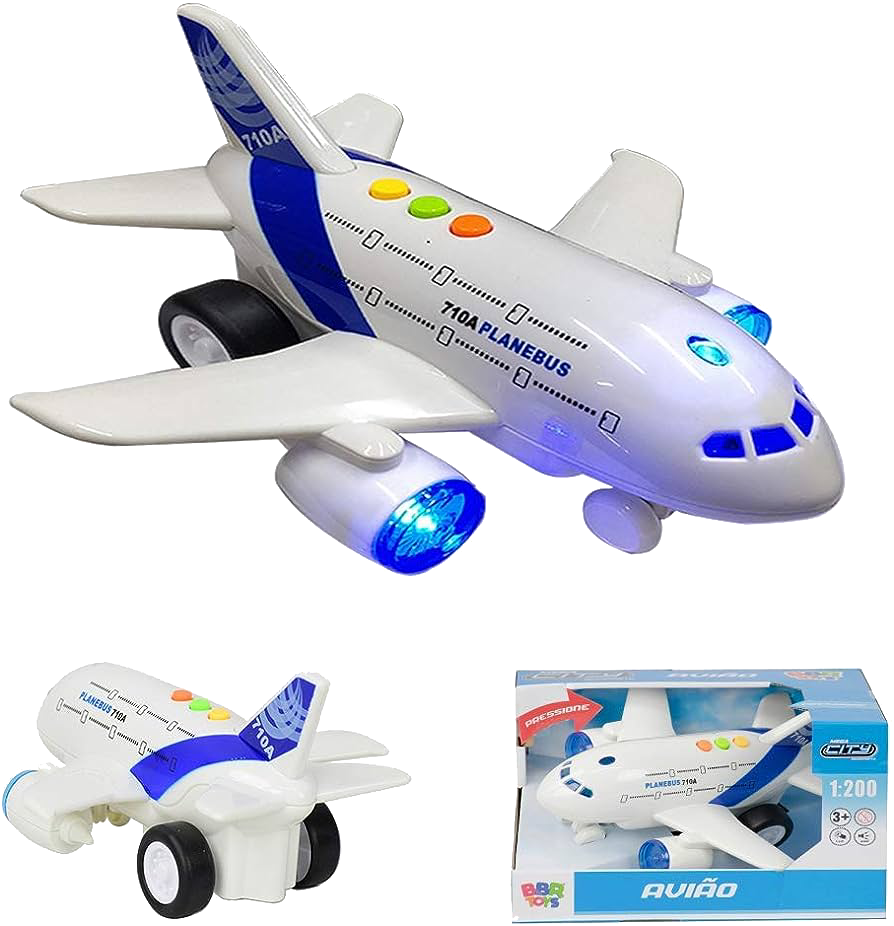 710A
710A PLANEBUS
PLANEBUS 710A
710A
PRESSIONE
MEGA
CITY
PLANEBUS 710A
1:200
3+
BBR
TOYS
AVIÃO